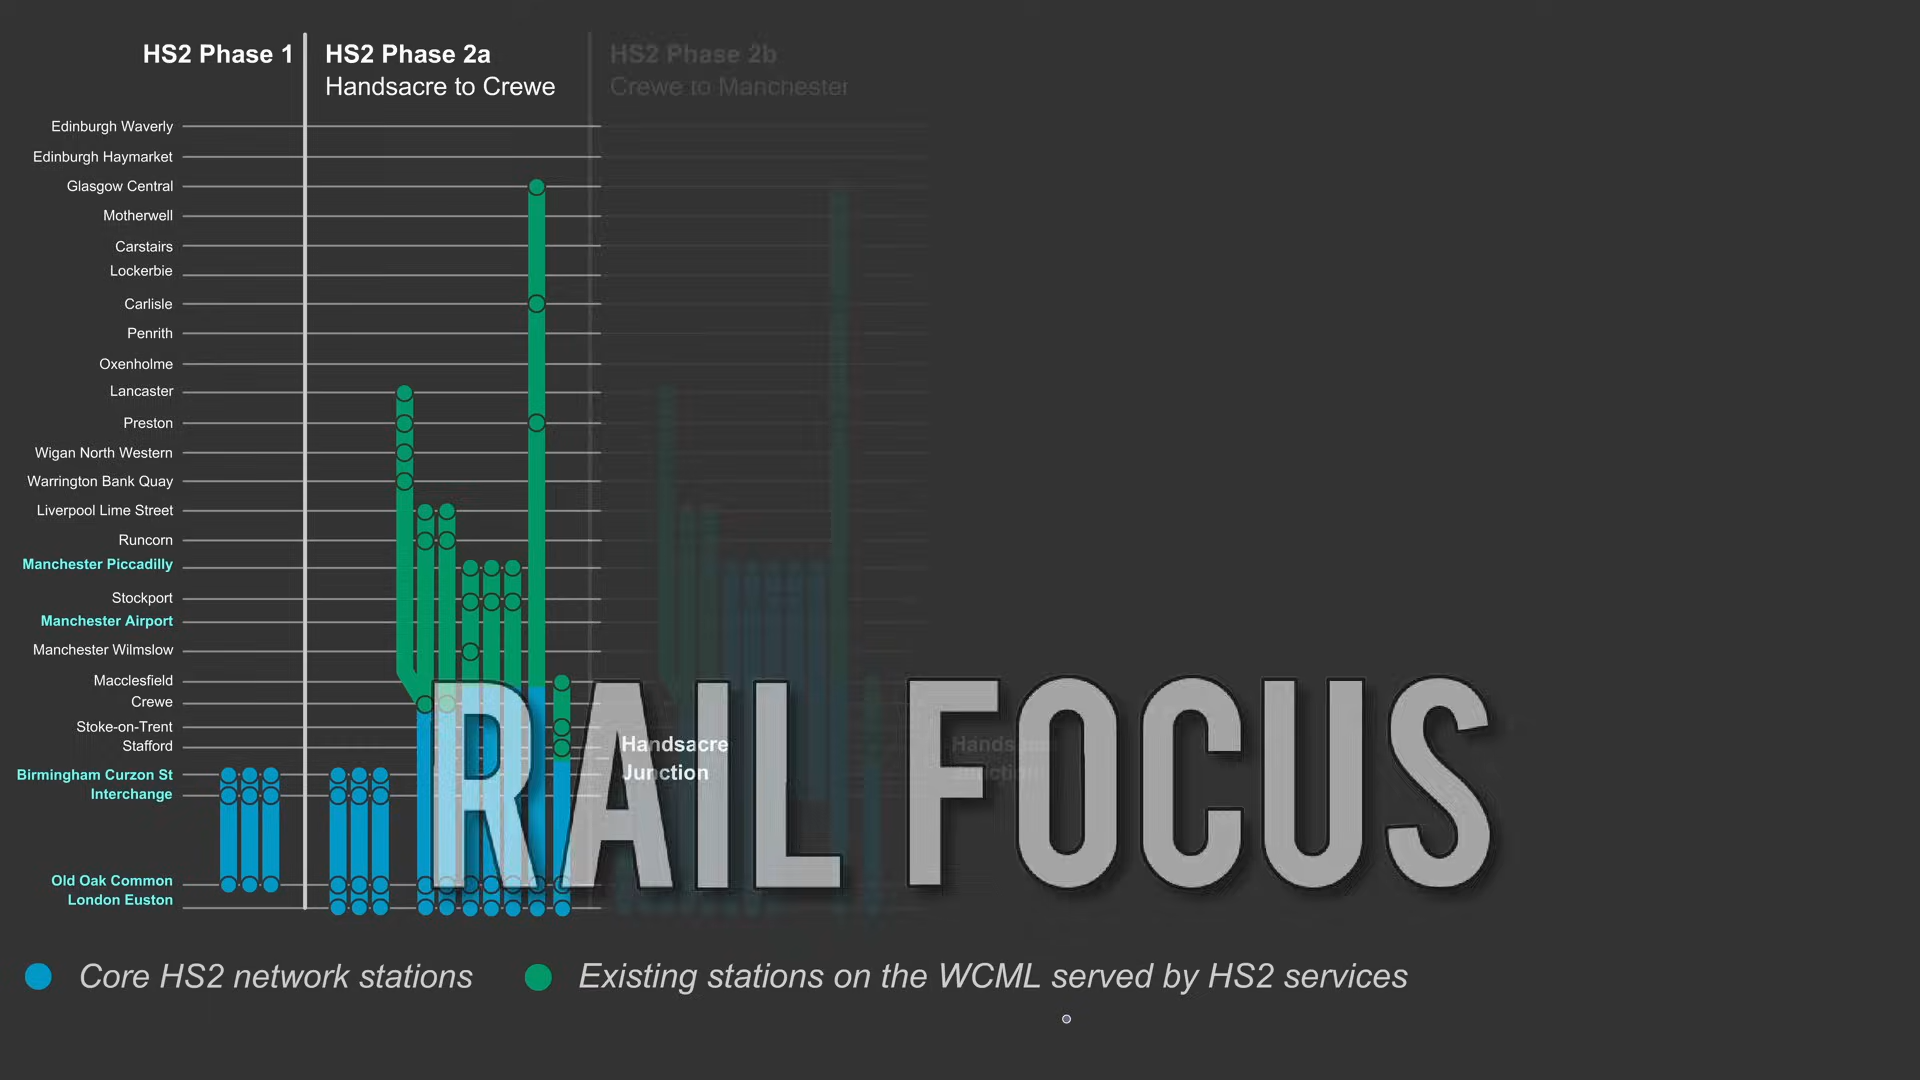 HS2 Phase 1
HS2 Phase 2a
Handsacre to Crewe
HS2 Phase 2b
Crewe to Manchester
Edinburgh Waverly
Edinburgh Haymarket
Glasgow Central
Motherwell
Carstairs
Lockerbie
Carlisle
Penrith
Oxenholme
Lancaster
Preston
Wigan North Western
Warrington Bank Quay
Liverpool Lime Street
Runcorn
Manchester Piccadilly
Stockport
Manchester Airport
Manchester Wilmslow
Macclesfield
Crewe
Stoke-on-Trent
Stafford
Birmingham Curzon St
Interchange
Old Oak Common
London Euston
Handsacre
Junction
Handsacre
Junction
RAIL FOCUS
Core HS2 network stations
Existing stations on the WCML served by HS2 services